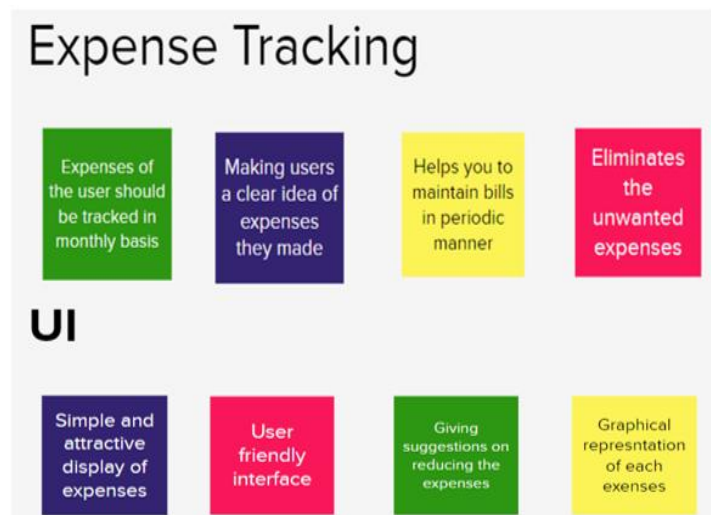 Expense Tracking
Expenses of
the user should
be tracked in
monthly basis
Making users
a clear idea of
expenses
they made
Helps you to
maintain bills
in periodic
manner
Eliminates
the
unwanted
expenses
UI
Simple and
attractive
display of
expenses
User
friendly
interface
Giving
suggestions on
reducing the
expenses
Graphical
represntation
of each
exenses